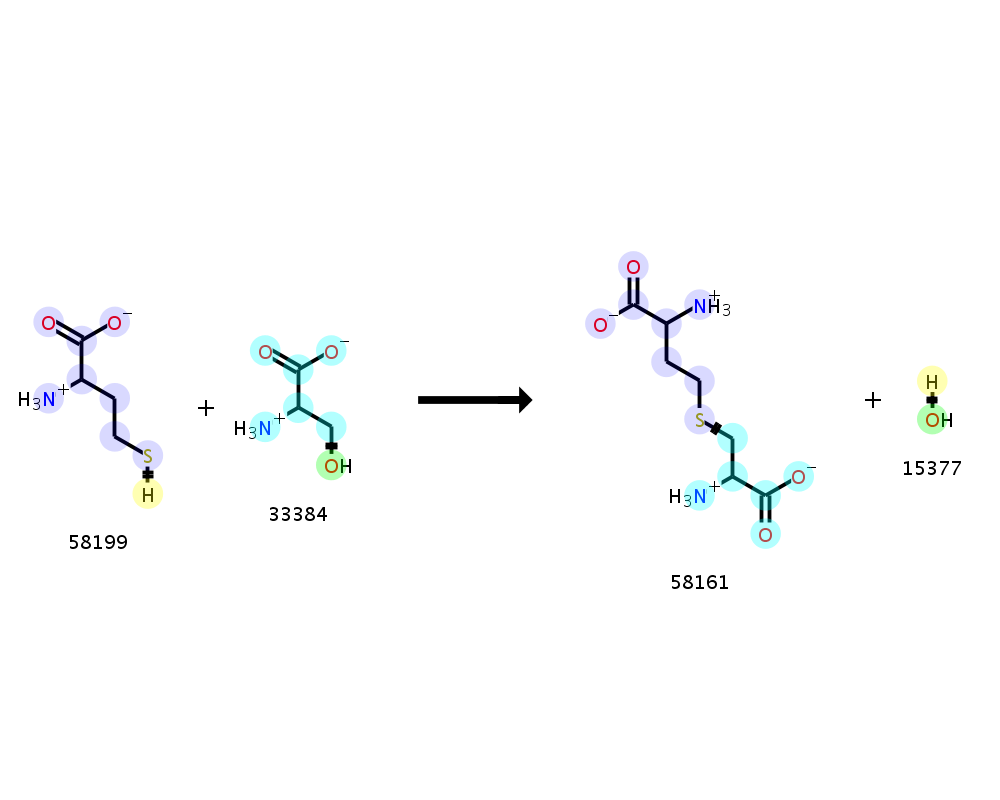 O O⁻
H₃N⁺
S
H
58199
+
O O⁻
H₃N⁺
OH
33384
O
O⁻ NH₃⁺
S
H₃N⁺ O⁻
O
58161
+
H
OH
15377